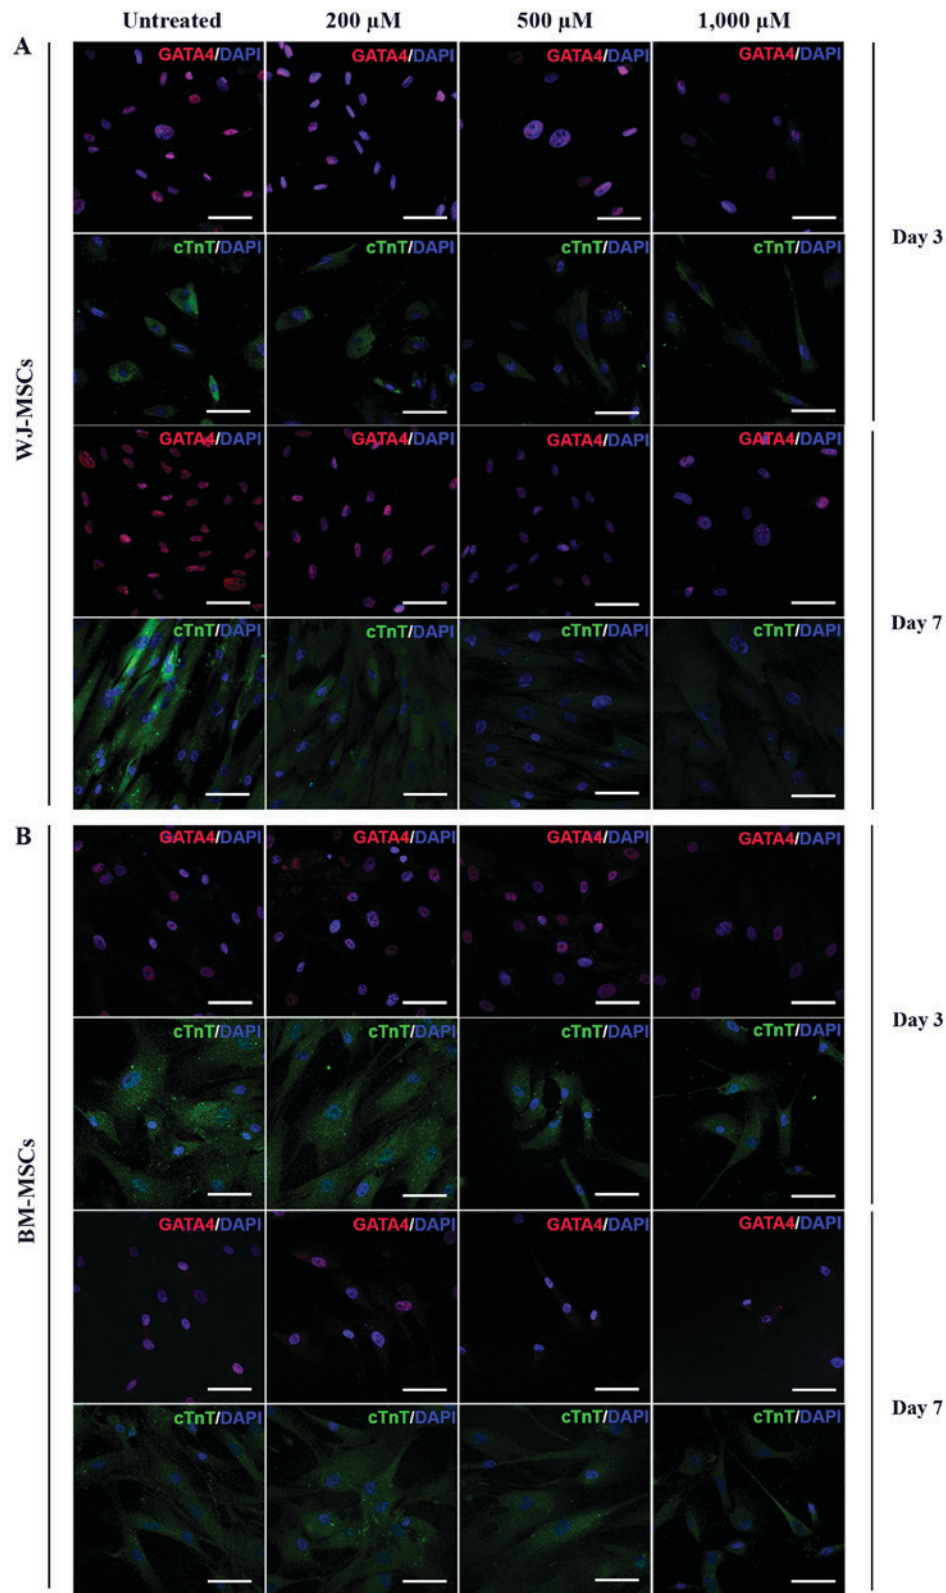 Untreated 200 µM 500 µM 1,000 µM
A
GATA4/DAPI GATA4/DAPI GATA4/DAPI GATA4/DAPI
Day 3
cTnT/DAPI cTnT/DAPI cTnT/DAPI cTnT/DAPI
WJ-MSCs
GATA4/DAPI GATA4/DAPI GATA4/DAPI GATA4/DAPI
Day 7
cTnT/DAPI cTnT/DAPI cTnT/DAPI cTnT/DAPI
B
GATA4/DAPI GATA4/DAPI GATA4/DAPI GATA4/DAPI
Day 3
cTnT/DAPI cTnT/DAPI cTnT/DAPI cTnT/DAPI
BM-MSCs
GATA4/DAPI GATA4/DAPI GATA4/DAPI GATA4/DAPI
Day 7
cTnT/DAPI cTnT/DAPI cTnT/DAPI cTnT/DAPI